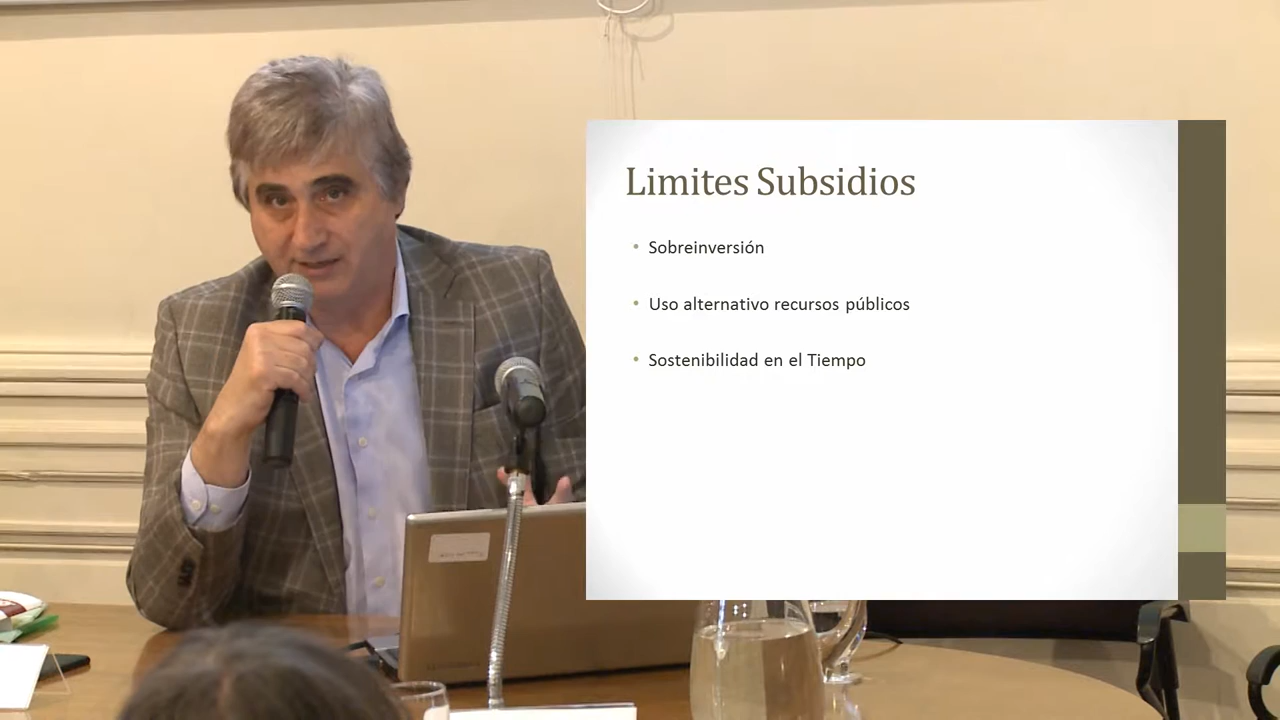 Limites Subsidios
• Sobreinversión
• Uso alternativo recursos públicos
• Sostenibilidad en el Tiempo